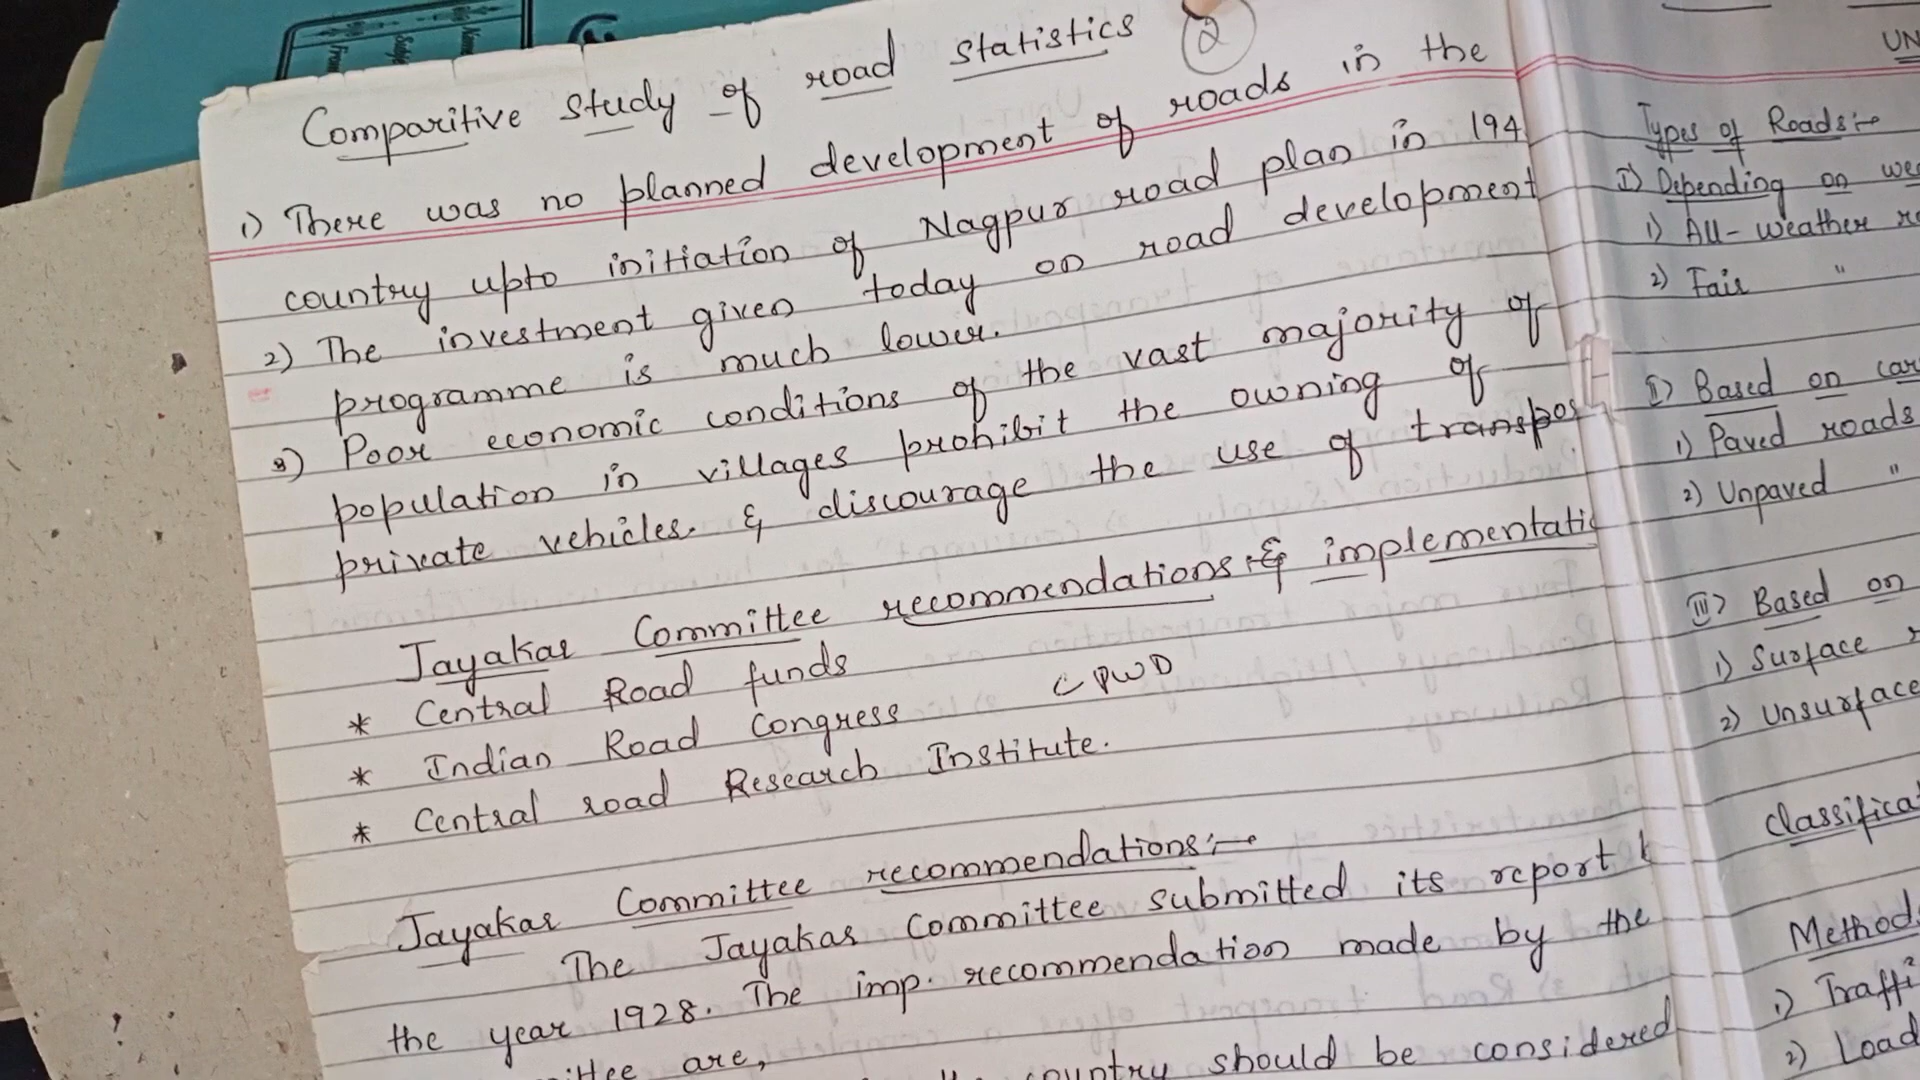 Comparitive study of road statistics
2
1) There was no planned development of roads in the
country upto initiation of Nagpur road plan in 194
2) The investment given today on road development
programme is much lower.
3) Poor economic conditions of the vast majority of
population in villages prohibit the owning of
private vehicles. & discourage the use of transpor
Jayakar Committee recommendations & implementati
* Central Road funds
* Indian Road Congress CPWD
* Central road Research Institute.
Jayakar Committee recommendations:-
The Jayakar Committee submitted its report
the year 1928. The imp. recommendation made by the
ittee are,
country should be considered
UN
Types of Roads:-
I) Depending on wea
1) All-weather ro
2) Fair "
II) Based on car
1) Paved roads
2) Unpaved "
III) Based on
1) Surface r
2) Unsurface
Classificat
Method
1) Traffi
2) Load